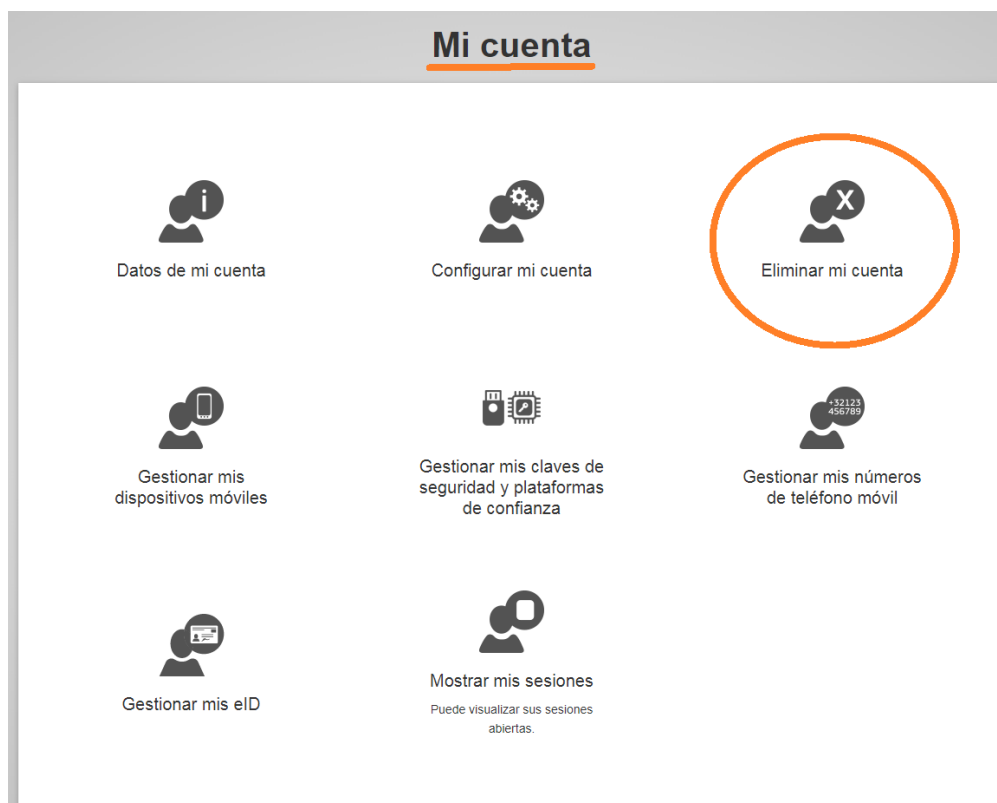 Mi cuenta
i
X
Datos de mi cuenta
Configurar mi cuenta
Eliminar mi cuenta
+32123
456789
Gestionar mis
dispositivos móviles
Gestionar mis claves de
seguridad y plataformas
de confianza
Gestionar mis números
de teléfono móvil
Gestionar mis eID
Mostrar mis sesiones
Puede visualizar sus sesiones
abiertas.